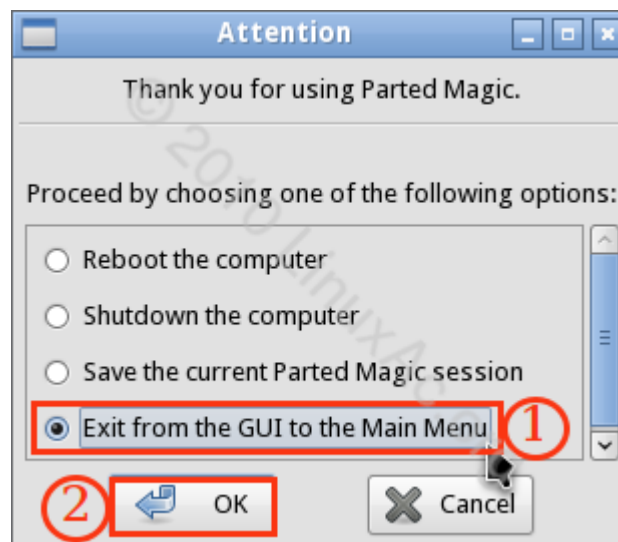 Attention
Thank you for using Parted Magic.
Proceed by choosing one of the following options:
Reboot the computer
Shutdown the computer
Save the current Parted Magic session
Exit from the GUI to the Main Menu
1
2
OK
Cancel
© 2010 LinuxAc.